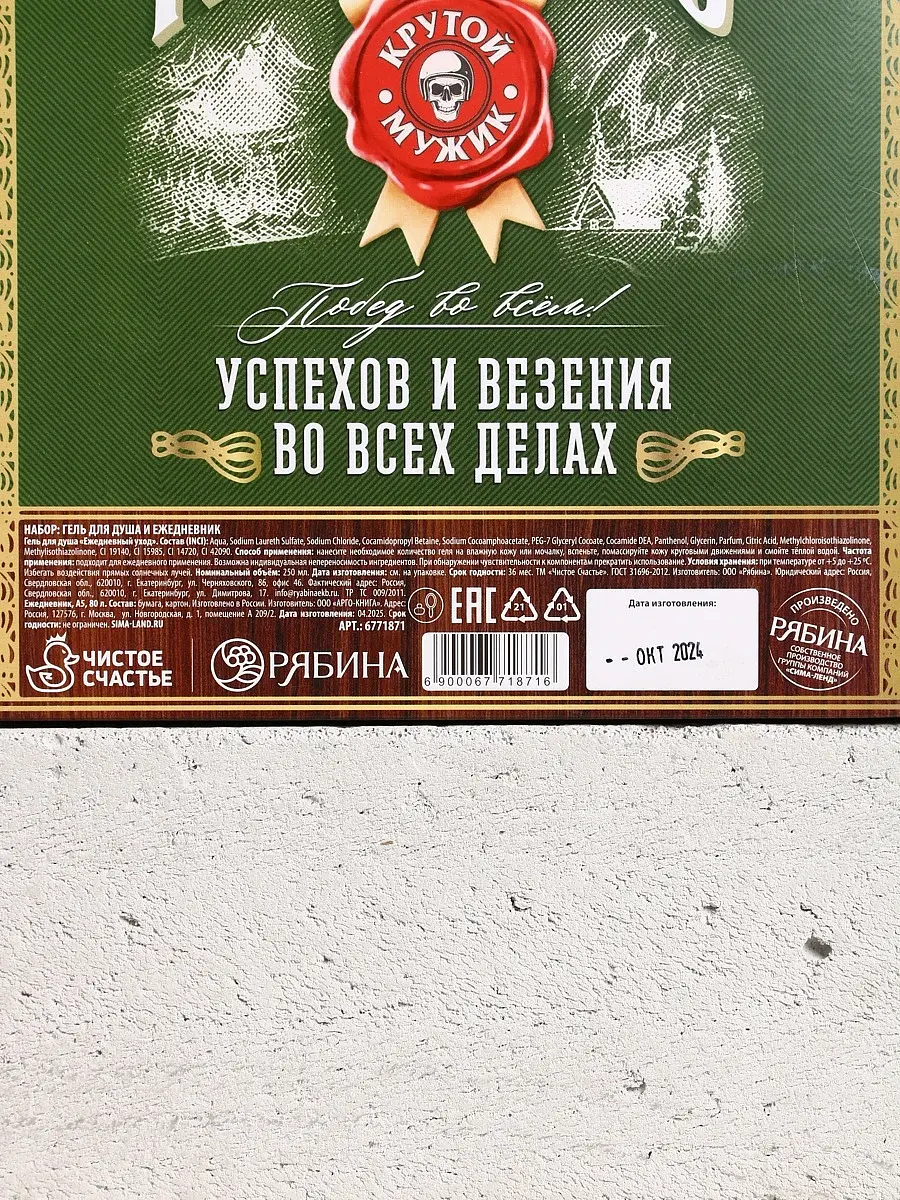 КРУТОЙ
МУЖИК
Побед во всём!
УСПЕХОВ И ВЕЗЕНИЯ
ВО ВСЕХ ДЕЛАХ
НАБОР: ГЕЛЬ ДЛЯ ДУША И ЕЖЕДНЕВНИК
Гель для душа «Ежедневный уход». Состав (INCI): Aqua, Sodium Laureth Sulfate, Sodium Chloride, Cocamidopropyl Betaine, Sodium Cocoamphoacetate, PEG-7 Glyceryl Cocoate, Cocamide DEA, Panthenol, Glycerin, Parfum, Citric Acid, Methylchloroisothiazolinone,
Methylisothiazolinone, CI 19140, CI 15985, CI 14720, CI 42090. Способ применения: нанесите необходимое количество геля на влажную кожу или мочалку, вспеньте, помассируйте кожу круговыми движениями и смойте тёплой водой. Частота
применения: подходит для ежедневного применения. Возможна индивидуальная непереносимость ингредиентов. При обнаружении чувствительности к компонентам прекратить использование. Условия хранения: при температуре от +5 до +25 °C.
Избегать воздействия прямых солнечных лучей. Номинальный объём: 250 мл. Дата изготовления: см. на упаковке. Срок годности: 36 мес. ТМ «Чистое Счастье». ГОСТ 31696-2012. Изготовитель: ООО «Рябина». Юридический адрес: Россия,
Свердловская обл., 620010, г. Екатеринбург, ул. Черняховского, 86, офис 46. Фактический адрес: Россия,
Свердловская обл., 620010, г. Екатеринбург, ул. Димитрова, 17. info@ryabinaekb.ru. ТР ТС 009/2011.
Ежедневник, А5, 80 л. Состав: бумага, картон. Изготовлено в России. Изготовитель: ООО «АРТО-КНИГА». Адрес:
Россия, 127576, г. Москва, ул. Новгородская, д. 1, помещение А 209/2. Дата изготовления: 04.2025. Срок
годности: не ограничен. SIMA-LAND.RU
АРТ.: 6771871
EAC
21
01
Дата изготовления:
- - ОКТ 2024
ПРОИЗВЕДЕНО
РЯБИНА
СОБСТВЕННОЕ
ПРОИЗВОДСТВО
ГРУППЫ КОМПАНИЙ
«СИМА-ЛЕНД»
ЧИСТОЕ
СЧАСТЬЕ
РЯБИНА
6 900067 718716